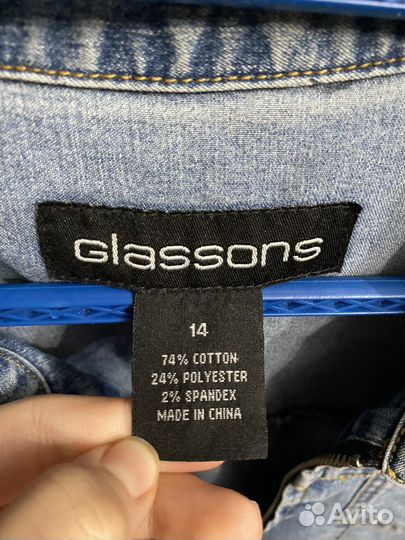 Glassons
14
74% COTTON
24% POLYESTER
2% SPANDEX
MADE IN CHINA
Avito